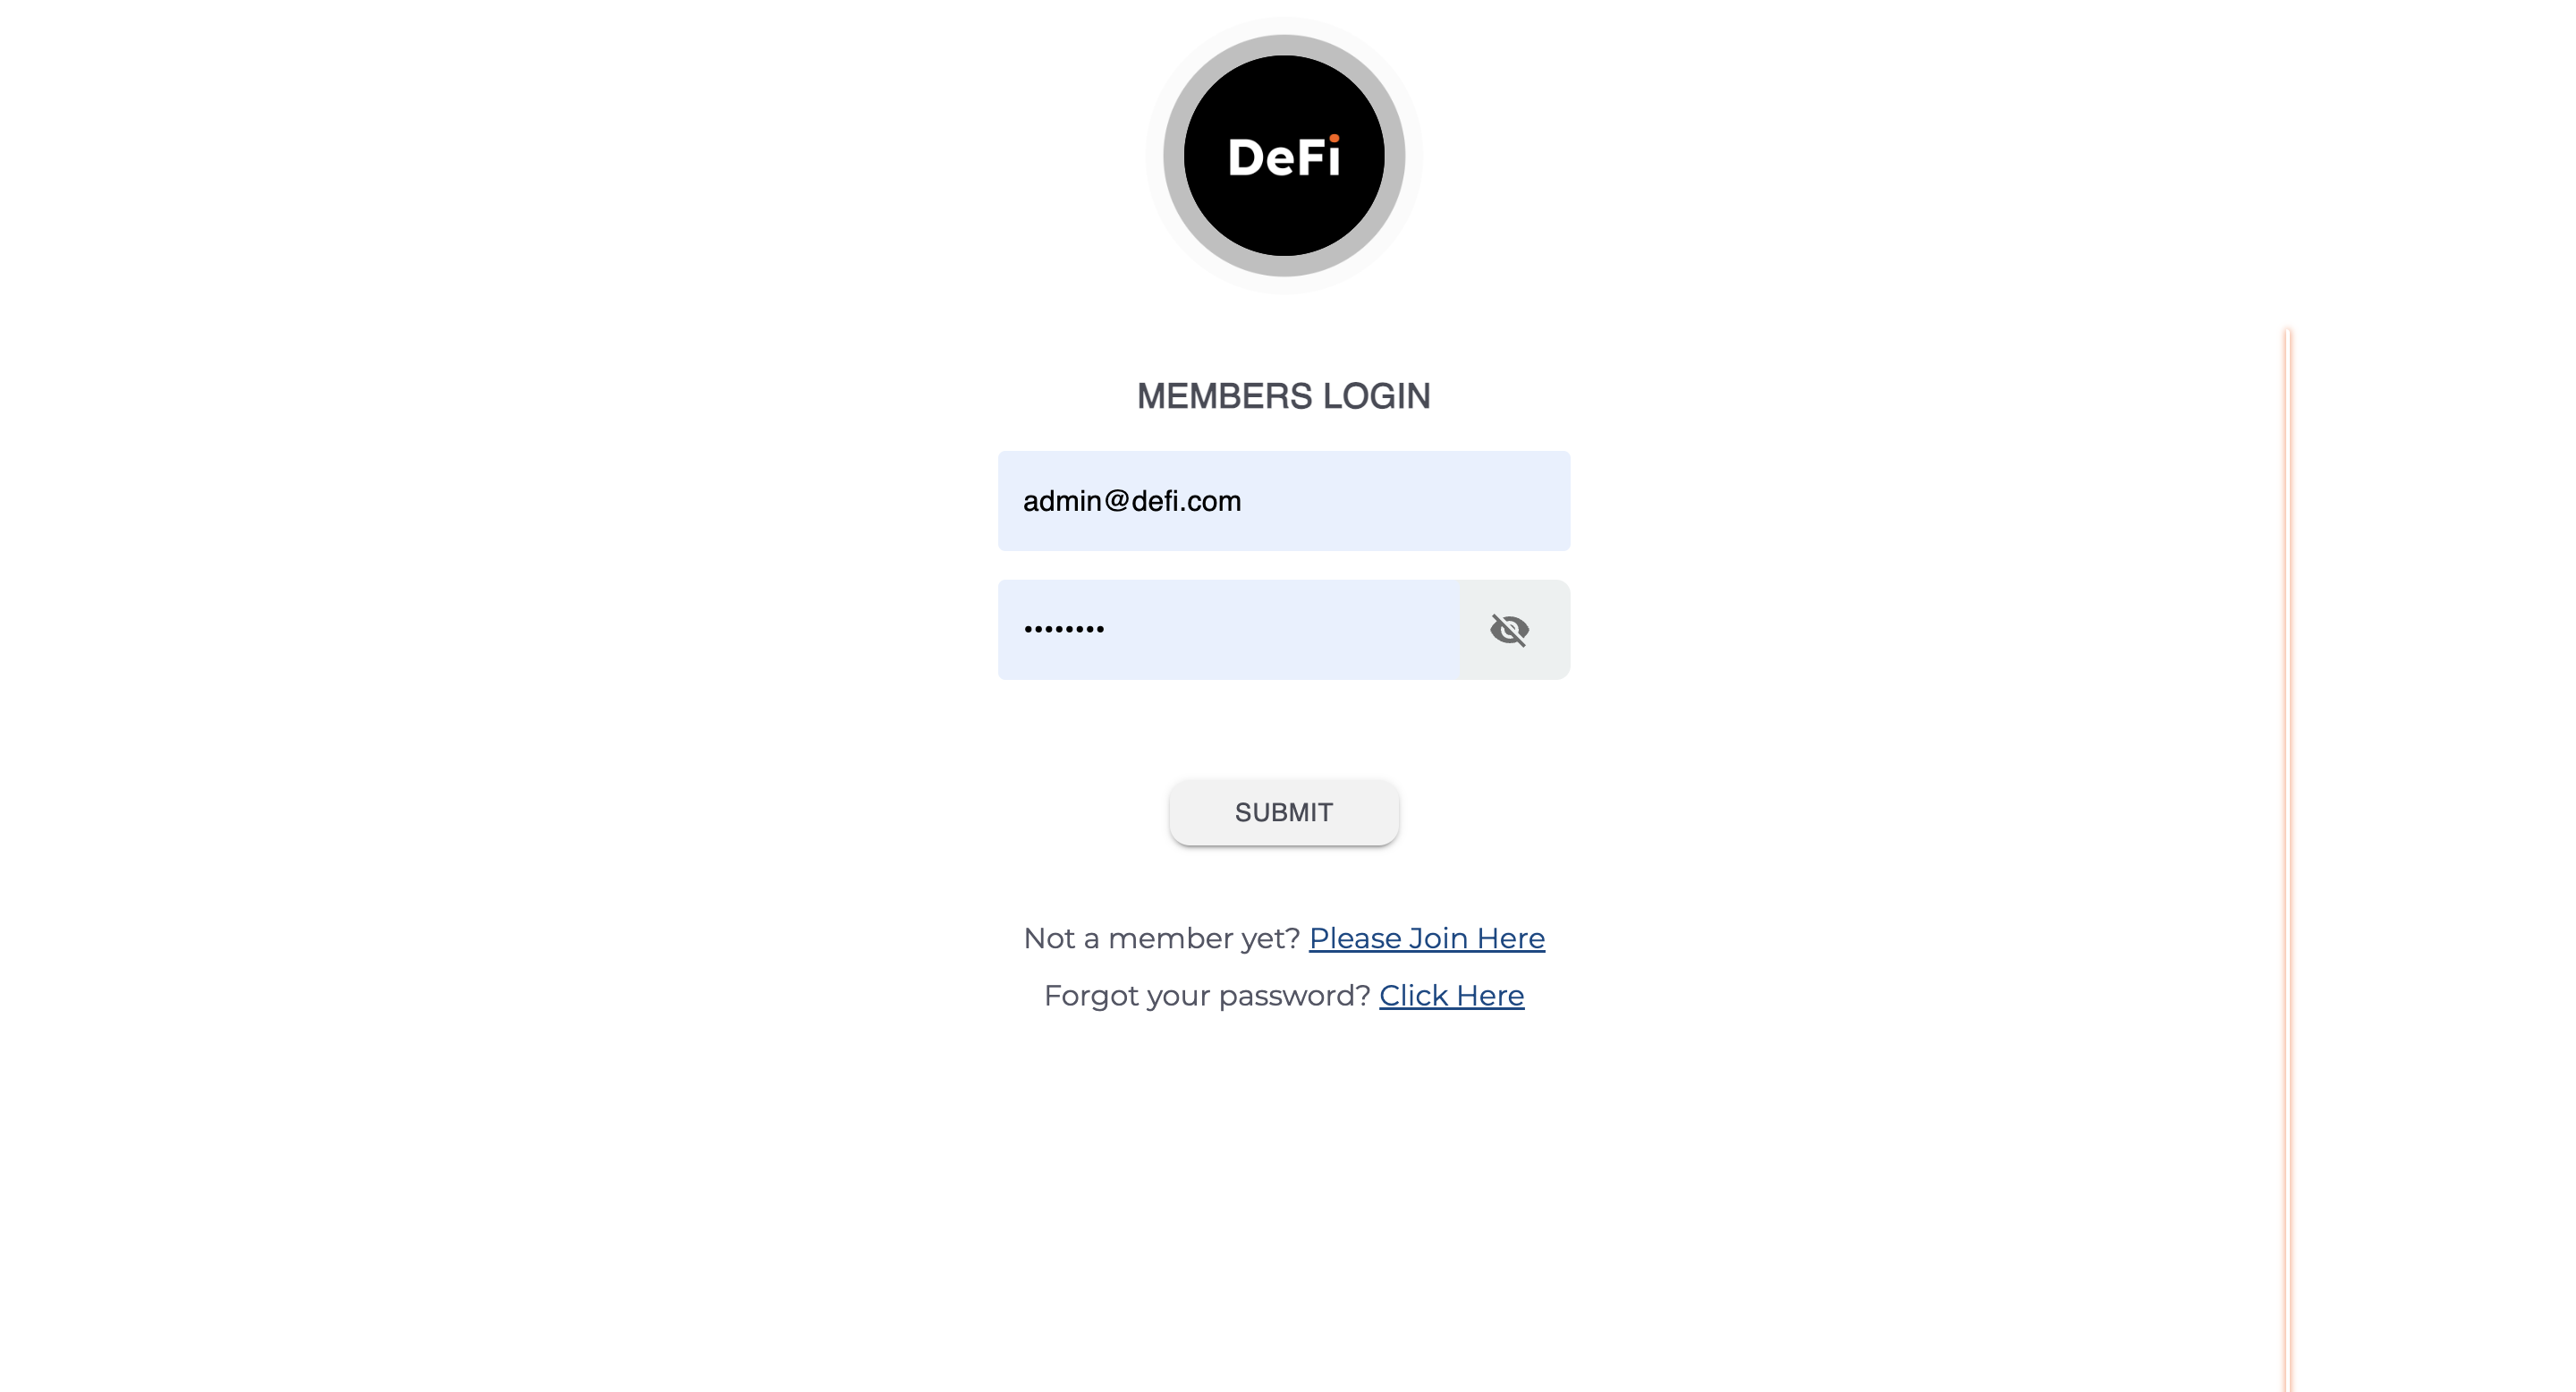 DeFi
MEMBERS LOGIN
admin@defi.com
••••••••
SUBMIT
Not a member yet? Please Join Here
Forgot your password? Click Here